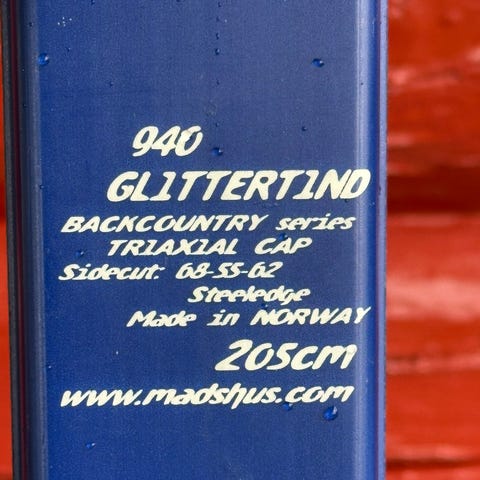 940
GLITTERTIND
BACKCOUNTRY series
TRIAXIAL CAP
Sidecut: 68-55-62
Steeledge
Made in NORWAY
205cm
www.madshus.com